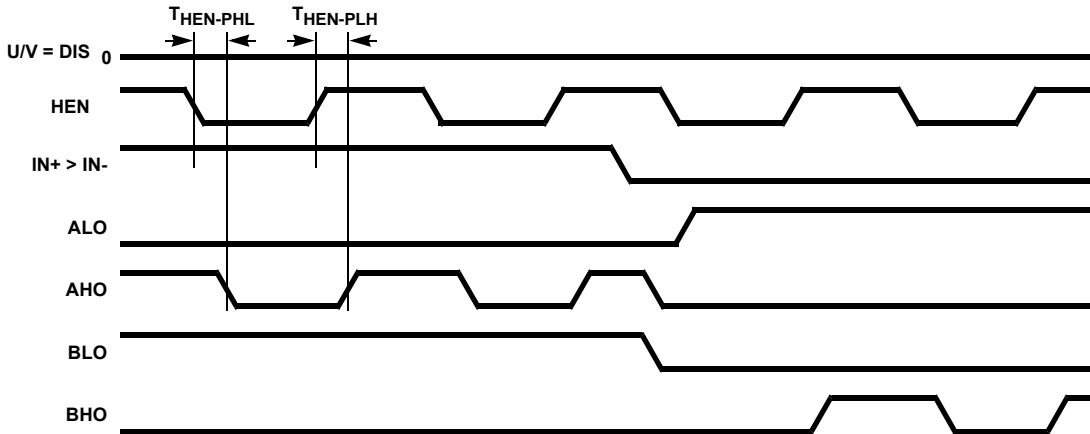 THEN-PHL THEN-PLH
U/V = DIS 0
HEN
IN+ > IN-
ALO
AHO
BLO
BHO